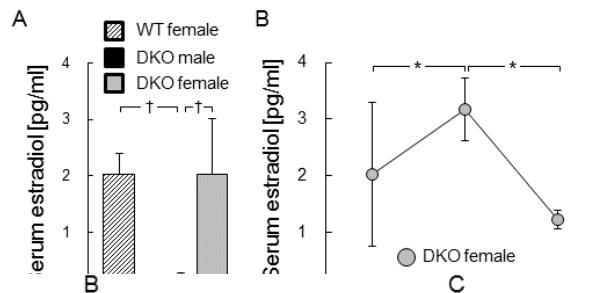 A
WT female
DKO male
DKO female
4
3
2
1
Serum estradiol [pg/ml]
†
†
B
B
4
3
2
1
Serum estradiol [pg/ml]
*
*
DKO female
C